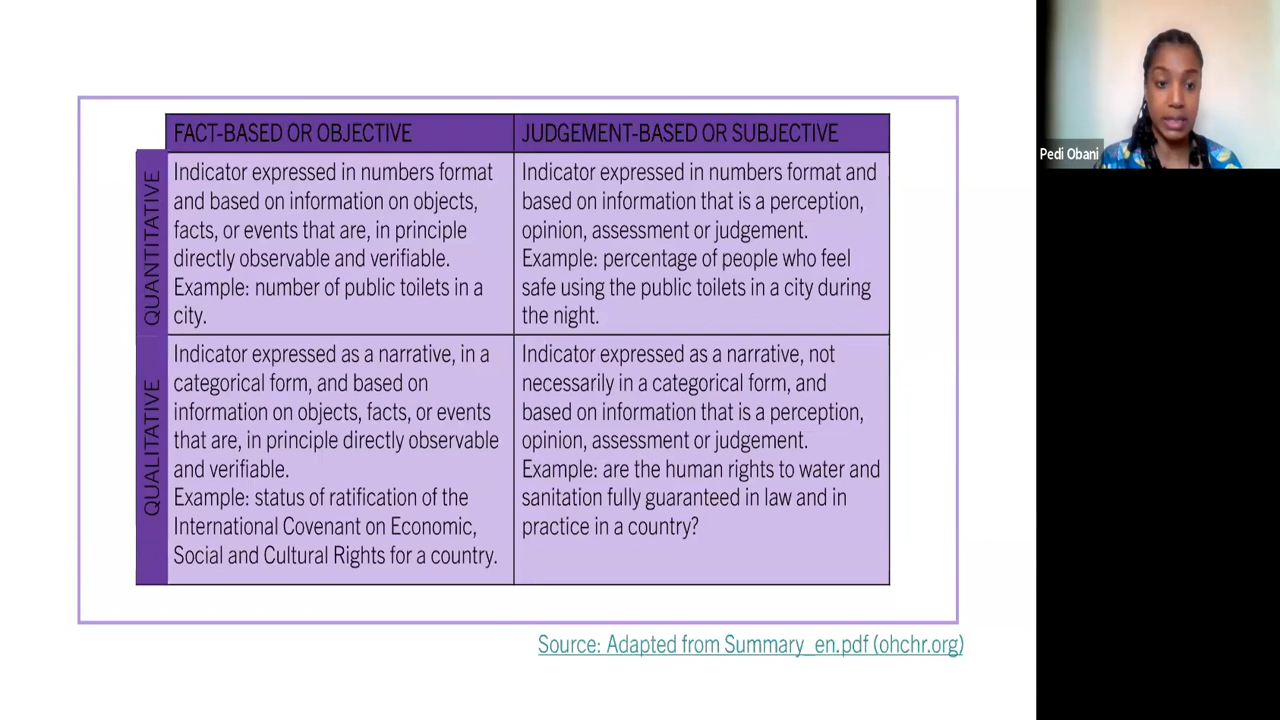 FACT-BASED OR OBJECTIVE
JUDGEMENT-BASED OR SUBJECTIVE
QUANTITATIVE
Indicator expressed in numbers format
and based on information on objects,
facts, or events that are, in principle
directly observable and verifiable.
Example: number of public toilets in a
city.
Indicator expressed in numbers format and
based on information that is a perception,
opinion, assessment or judgement.
Example: percentage of people who feel
safe using the public toilets in a city during
the night.
QUALITATIVE
Indicator expressed as a narrative, in a
categorical form, and based on
information on objects, facts, or events
that are, in principle directly observable
and verifiable.
Example: status of ratification of the
International Covenant on Economic,
Social and Cultural Rights for a country.
Indicator expressed as a narrative, not
necessarily in a categorical form, and
based on information that is a perception,
opinion, assessment or judgement.
Example: are the human rights to water and
sanitation fully guaranteed in law and in
practice in a country?
Source: Adapted from Summary_en.pdf (ohchr.org)
Pedi Obani